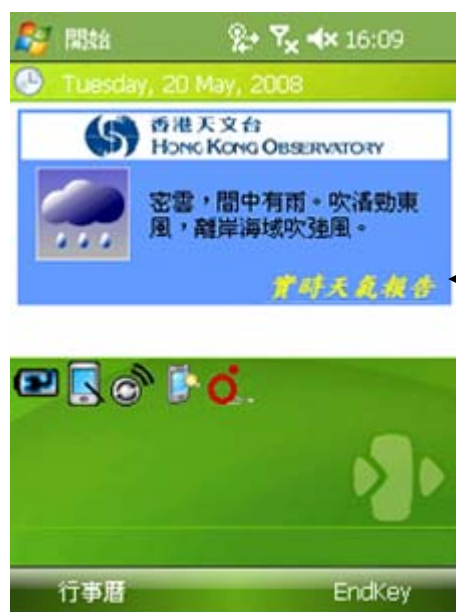 開始 16:09
Tuesday, 20 May, 2008
香港天文台
HONG KONG OBSERVATORY
密雲，間中有雨。吹清勁東
風，離岸海域吹強風。
實時天氣報告
行事曆 EndKey